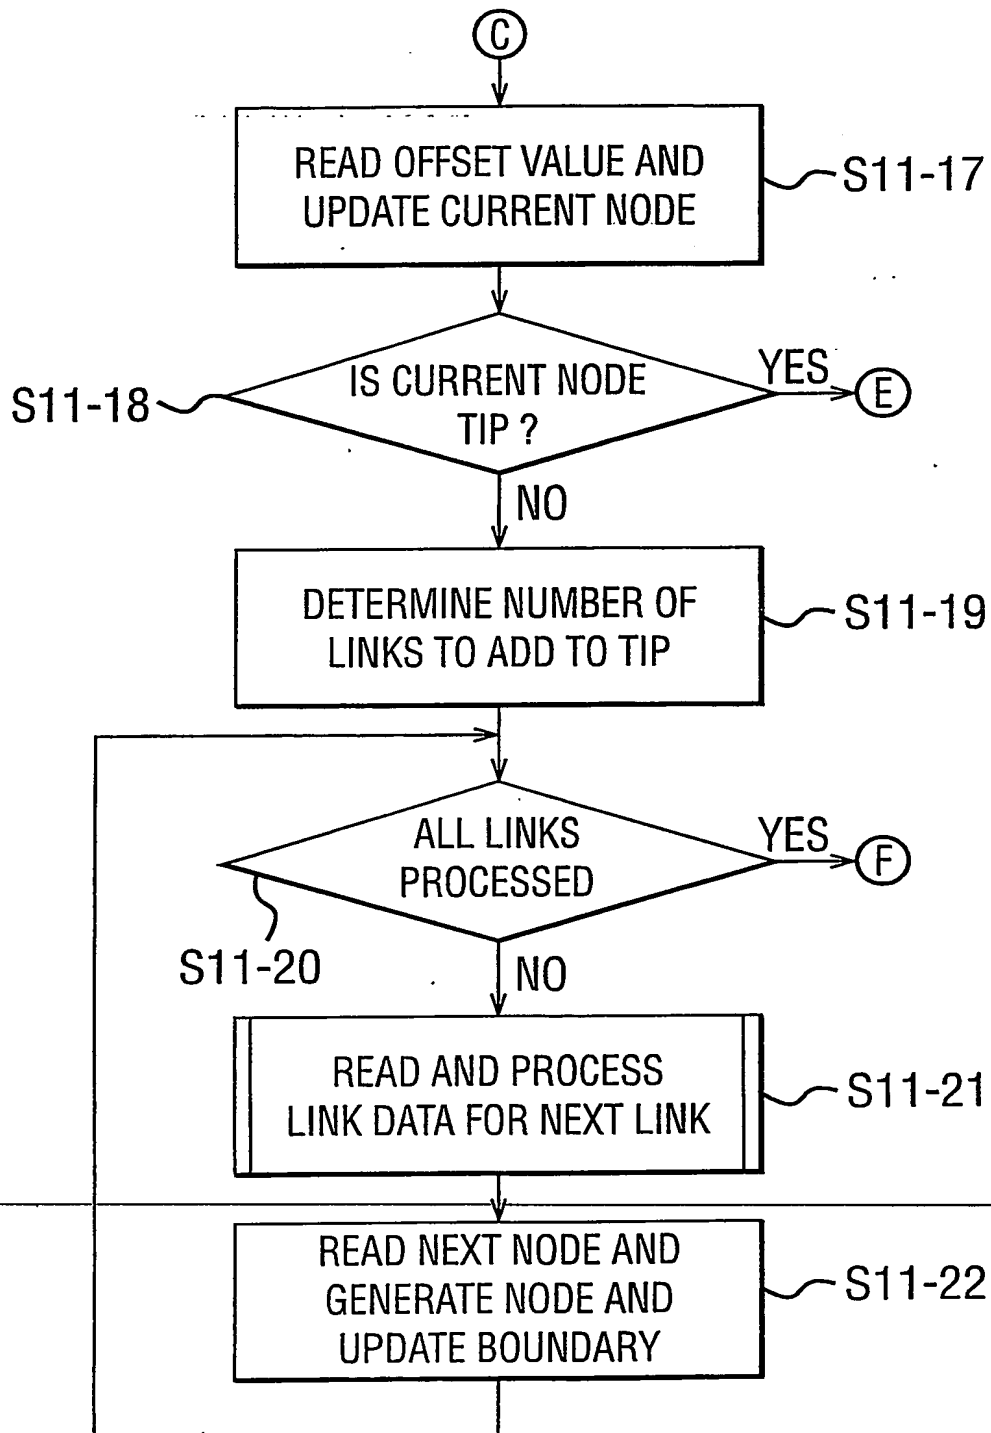 C
READ OFFSET VALUE AND
UPDATE CURRENT NODE
S11-17
IS CURRENT NODE
TIP ?
YES
E
S11-18
NO
DETERMINE NUMBER OF
LINKS TO ADD TO TIP
S11-19
ALL LINKS
PROCESSED
YES
F
S11-20
NO
READ AND PROCESS
LINK DATA FOR NEXT LINK
S11-21
READ NEXT NODE AND
GENERATE NODE AND
UPDATE BOUNDARY
S11-22